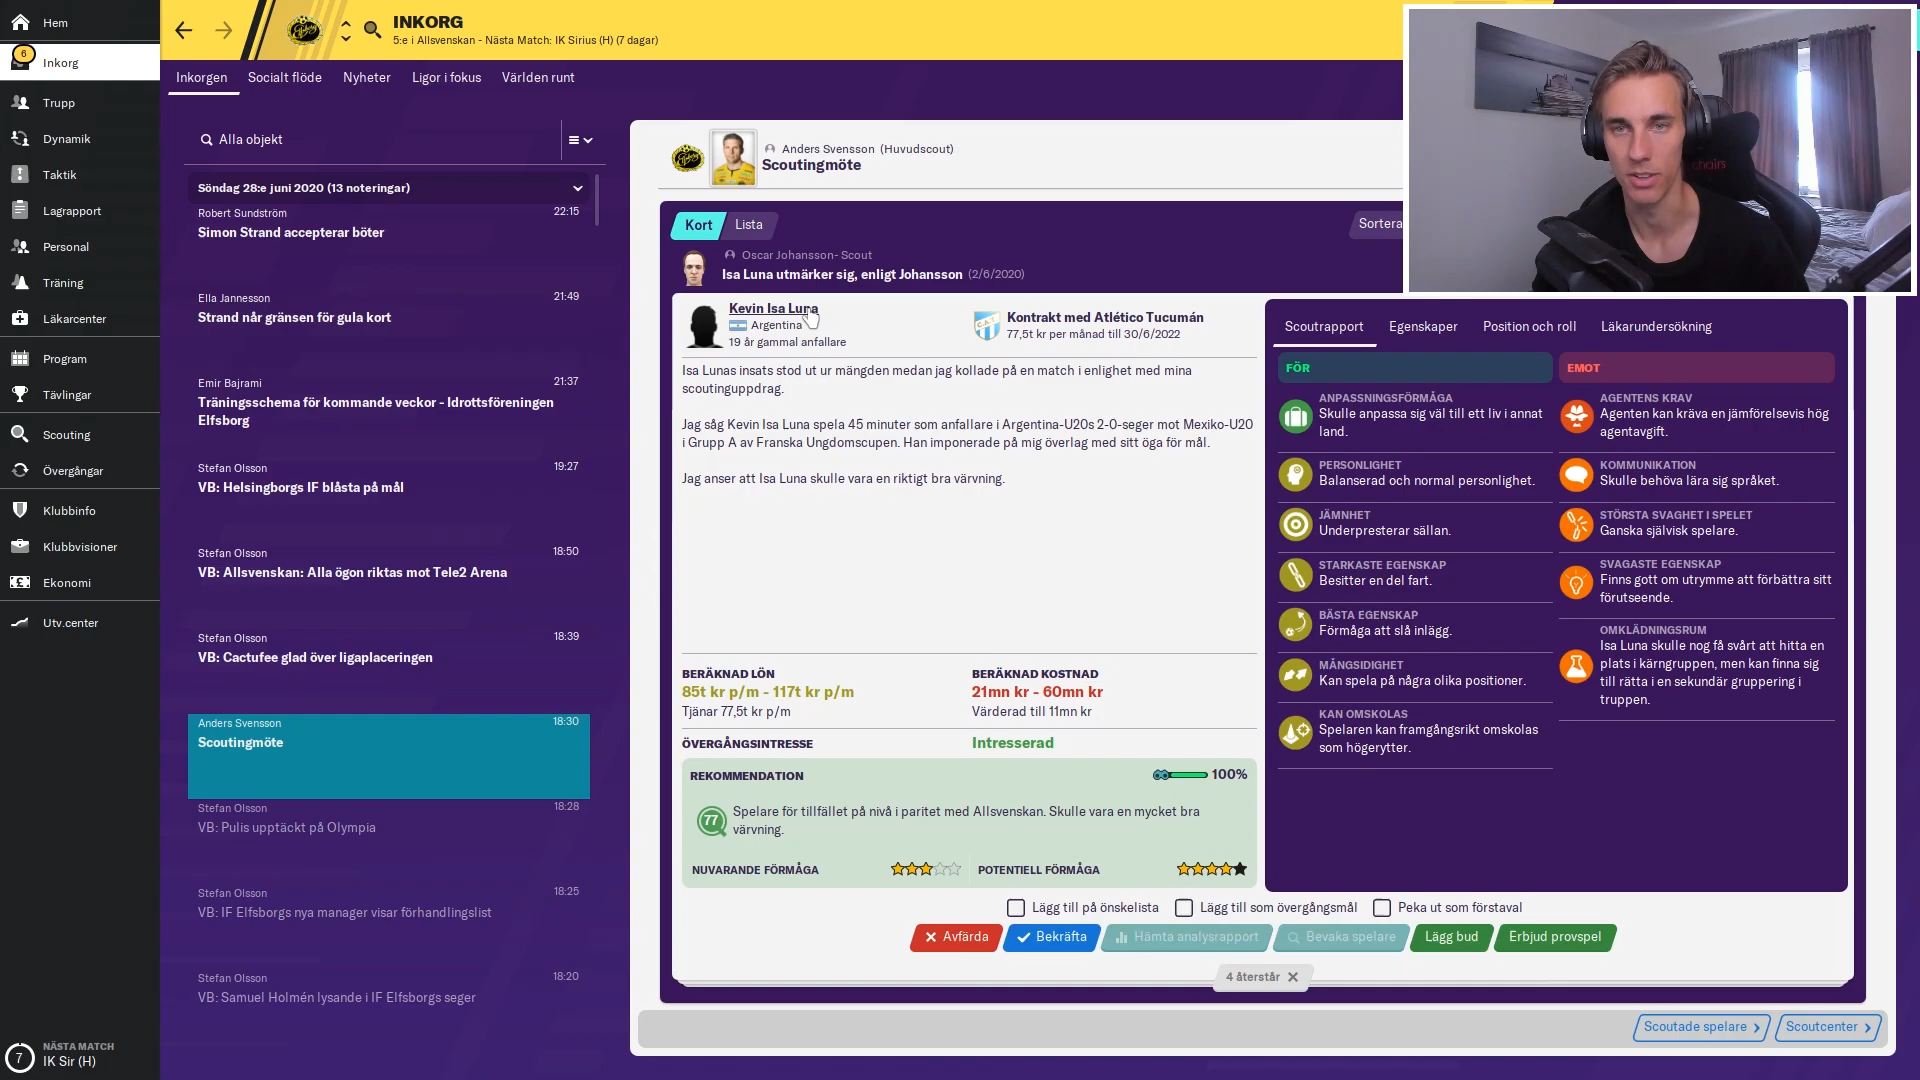 Hem
6
Inkorg
Trupp
Dynamik
Taktik
Lagrapport
Personal
Träning
Läkarcenter
Program
Tävlingar
Scouting
Övergångar
Klubbinfo
Klubbvisioner
Ekonomi
Utv.center
7
NÄSTA MATCH
IK Sir (H)
INKORG
5:e i Allsvenskan - Nästa Match: IK Sirius (H) (7 dagar)
Inkorgen
Socialt flöde
Nyheter
Ligor i fokus
Världen runt
Alla objekt
Söndag 28:e juni 2020 (13 noteringar)
Robert Sundström 22:15
Simon Strand accepterar böter
Ella Jannesson 21:49
Strand når gränsen för gula kort
Emir Bajrami 21:37
Träningsschema för kommande veckor - Idrottsföreningen
Elfsborg
Stefan Olsson 19:27
VB: Helsingborgs IF blåsta på mål
Stefan Olsson 18:50
VB: Allsvenskan: Alla ögon riktas mot Tele2 Arena
Stefan Olsson 18:39
VB: Cactufee glad över ligaplaceringen
Anders Svensson 18:30
Scoutingmöte
Stefan Olsson 18:28
VB: Pulis upptäckt på Olympia
Stefan Olsson 18:25
VB: IF Elfsborgs nya manager visar förhandlingslist
Stefan Olsson 18:20
VB: Samuel Holmén lysande i IF Elfsborgs seger
Anders Svensson (Huvudscout)
Scoutingmöte
Kort
Lista
Sortera
Oscar Johansson- Scout
Isa Luna utmärker sig, enligt Johansson (2/6/2020)
Kevin Isa Luna
Argentina
19 år gammal anfallare
Kontrakt med Atlético Tucumán
77,5t kr per månad till 30/6/2022
Isa Lunas insats stod ut ur mängden medan jag kollade på en match i enlighet med mina
scoutinguppdrag.
Jag såg Kevin Isa Luna spela 45 minuter som anfallare i Argentina-U20s 2-0-seger mot Mexiko-U20
i Grupp A av Franska Ungdomscupen. Han imponerade på mig överlag med sitt öga för mål.
Jag anser att Isa Luna skulle vara en riktigt bra värvning.
BERÄKNAD LÖN
85t kr p/m - 117t kr p/m
Tjänar 77,5t kr p/m
BERÄKNAD KOSTNAD
21mn kr - 60mn kr
Värderad till 11mn kr
ÖVERGÅNGSINTRESSE
Intresserad
REKOMMENDATION
100%
77
Spelare för tillfället på nivå i paritet med Allsvenskan. Skulle vara en mycket bra
värvning.
NUVARANDE FÖRMÅGA
POTENTIELL FÖRMÅGA
Scoutrapport
Egenskaper
Position och roll
Läkarundersökning
FÖR
ANPASSNINGSFÖRMÅGA
Skulle anpassa sig väl till ett liv i annat
land.
PERSONLIGHET
Balanserad och normal personlighet.
JÄMNHET
Underpresterar sällan.
STARKASTE EGENSKAP
Besitter en del fart.
BÄSTA EGENSKAP
Förmåga att slå inlägg.
MÅNGSIDIGHET
Kan spela på några olika positioner.
KAN OMSKOLAS
Spelaren kan framgångsrikt omskolas
som högerytter.
EMOT
AGENTENS KRAV
Agenten kan kräva en jämförelsevis hög
agentavgift.
KOMMUNIKATION
Skulle behöva lära sig språket.
STÖRSTA SVAGHET I SPELET
Ganska självisk spelare.
SVAGASTE EGENSKAP
Finns gott om utrymme att förbättra sitt
förutseende.
OMKLÄDNINGSRUM
Isa Luna skulle nog få svårt att hitta en
plats i kärngruppen, men kan finna sig
till rätta i en sekundär gruppering i
truppen.
Lägg till på önskelista
Lägg till som övergångsmål
Peka ut som förstaval
Avfärda
Bekräfta
Hämta analysrapport
Bevaka spelare
Lägg bud
Erbjud provspel
4 återstår
Scoutade spelare
Scoutcenter